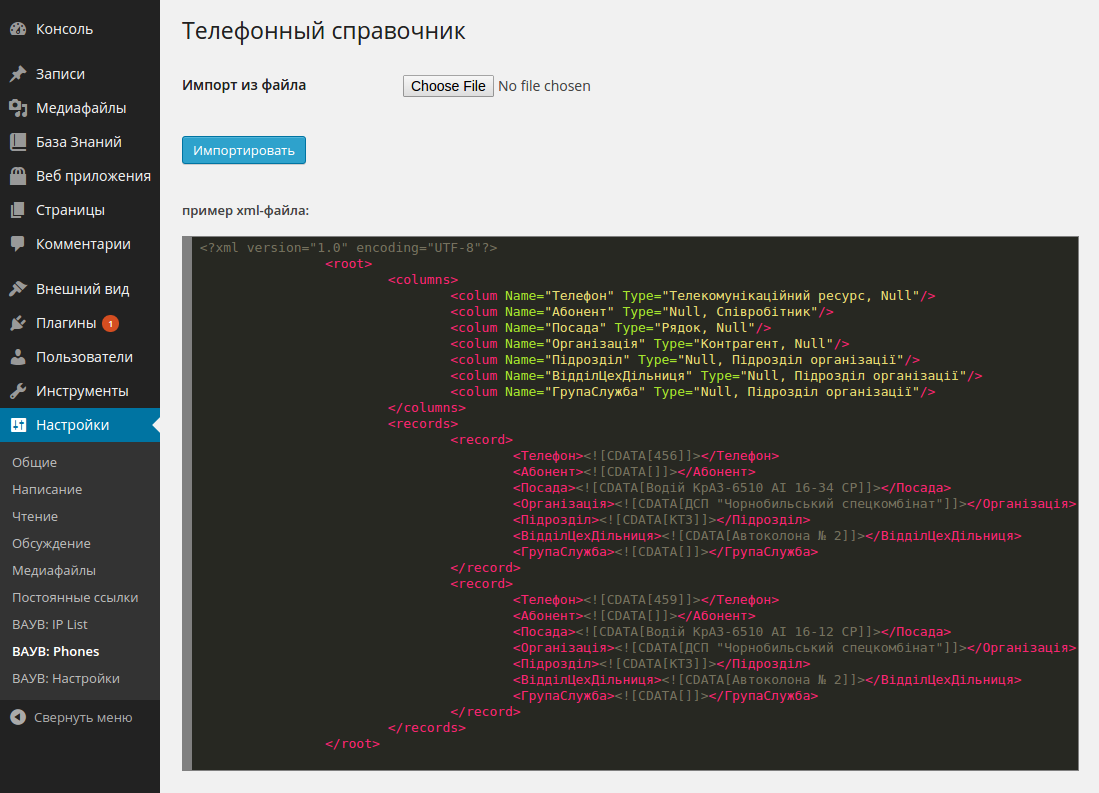 Консоль
Записи
Медиафайлы
База Знаний
Веб приложения
Страницы
Комментарии
Внешний вид
Плагины 1
Пользователи
Инструменты
Настройки
Общие
Написание
Чтение
Обсуждение
Медиафайлы
Постоянные ссылки
ВАУВ: IP List
ВАУВ: Phones
ВАУВ: Настройки
Свернуть меню
Телефонный справочник
Импорт из файла Choose File No file chosen
Импортировать
пример xml-файла:
<?xml version="1.0" encoding="UTF-8"?>
<root>
<columns>
<colum Name="Телефон" Type="Телекомунікаційний ресурс, Null"/>
<colum Name="Абонент" Type="Null, Співробітник"/>
<colum Name="Посада" Type="Рядок, Null"/>
<colum Name="Організація" Type="Контрагент, Null"/>
<colum Name="Підрозділ" Type="Null, Підрозділ організації"/>
<colum Name="ВідділЦехДільниця" Type="Null, Підрозділ організації"/>
<colum Name="ГрупаСлужба" Type="Null, Підрозділ організації"/>
</columns>
<records>
<record>
<Телефон><![CDATA[456]]></Телефон>
<Абонент><![CDATA[]]></Абонент>
<Посада><![CDATA[Водій КрАЗ-6510 АІ 16-34 СР]]></Посада>
<Організація><![CDATA[ДСП "Чорнобильський спецкомбінат"]]></Організація>
<Підрозділ><![CDATA[КТЗ]]></Підрозділ>
<ВідділЦехДільниця><![CDATA[Автоколона № 2]]></ВідділЦехДільниця>
<ГрупаСлужба><![CDATA[]]></ГрупаСлужба>
</record>
<record>
<Телефон><![CDATA[459]]></Телефон>
<Абонент><![CDATA[]]></Абонент>
<Посада><![CDATA[Водій КрАЗ-6510 АІ 16-12 СР]]></Посада>
<Організація><![CDATA[ДСП "Чорнобильський спецкомбінат"]]></Організація>
<Підрозділ><![CDATA[КТЗ]]></Підрозділ>
<ВідділЦехДільниця><![CDATA[Автоколона № 2]]></ВідділЦехДільниця>
<ГрупаСлужба><![CDATA[]]></ГрупаСлужба>
</record>
</records>
</root>